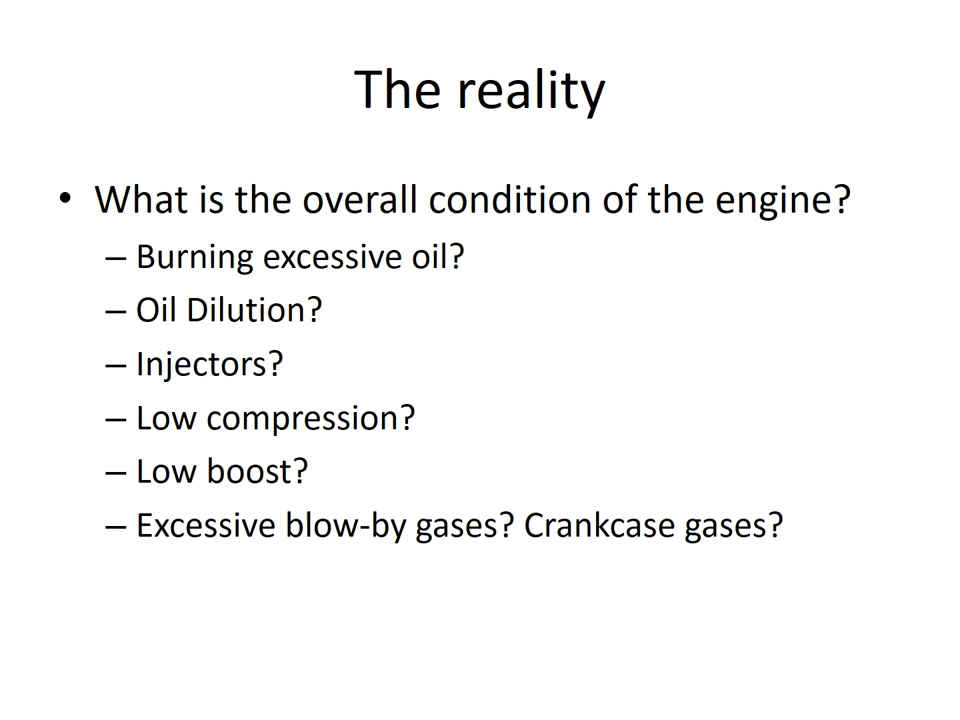 The reality
• What is the overall condition of the engine?
– Burning excessive oil?
– Oil Dilution?
– Injectors?
– Low compression?
– Low boost?
– Excessive blow-by gases? Crankcase gases?